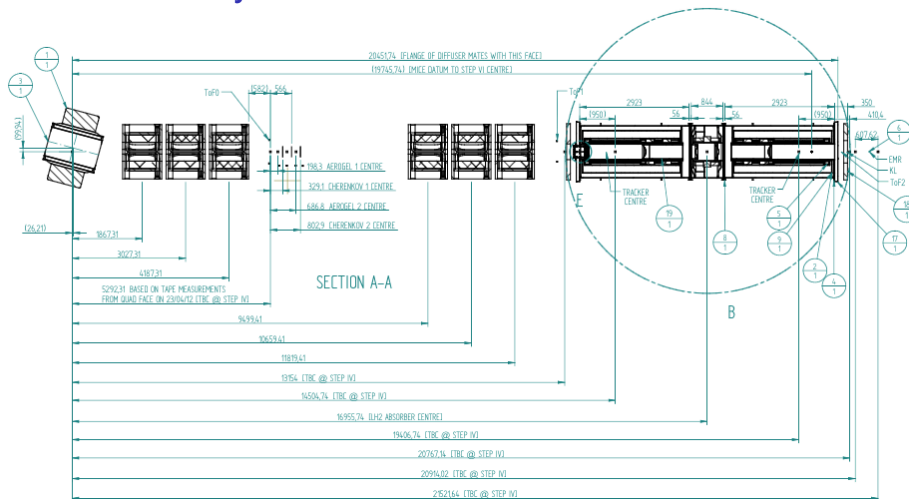 y
20451,74 [FLANGE OF DIFFUSER MATES WITH THIS FACE]
(19745,74) [MICE DATUM TO STEP VI CENTRE]
1
1
3
1
(99,94)
(582)
566
ToF0
ToF1
2923
844
2923
350
(950)
56
56
(950)
410,4
607,62
6
1
EMR
KL
ToF2
18
198,3 AEROGEL 1 CENTRE
329,1 CHERENKOV 1 CENTRE
686.8 AEROGEL 2 CENTRE
802,9 CHERENKOV 2 CENTRE
TRACKER
CENTRE
TRACKER
CENTRE
E
19
1
8
1
5
1
9
1
2
1
4
1
17
1
B
(26,21)
1867,31
3027,31
4187,31
SECTION A-A
5292,31 BASED ON TAPE MEASUREMENTS
FROM QUAD FACE ON 23/04/12 [TBC @ STEP IV]
9499,41
10659,41
11819,41
13154 [TBC @ STEP IV]
14504,74 [TBC @ STEP IV]
16955,74 [LH2 ABSORBER CENTRE]
19406,74 [TBC @ STEP IV]
20767,14 [TBC @ STEP IV]
20914,02 [TBC @ STEP IV]
21521,64 [TBC @ STEP IV]